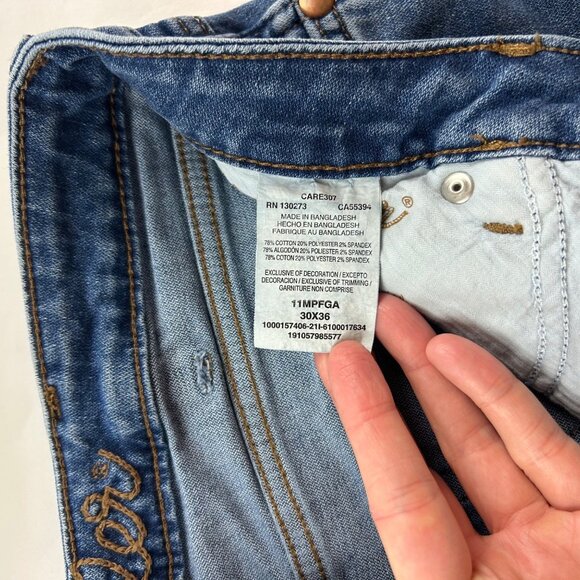 CARE307
RN 130273 CA55394
MADE IN BANGLADESH
HECHO EN BANGLADESH
FABRIQUE AU BANGLADESH
78% COTTON 20% POLYESTER 2% SPANDEX
78% ALGODÓN 20% POLIESTER 2% SPANDEX
78% COTON 20% POLYESTER 2% SPANDEX
EXCLUSIVE OF DECORATION / EXCEPTO
DECORACION / EXCLUSIVE OF TRIMMING /
GARNITURE NON COMPRISE
11MPFGA
30X36
1000157406-21I-6100017634
191057985577
®